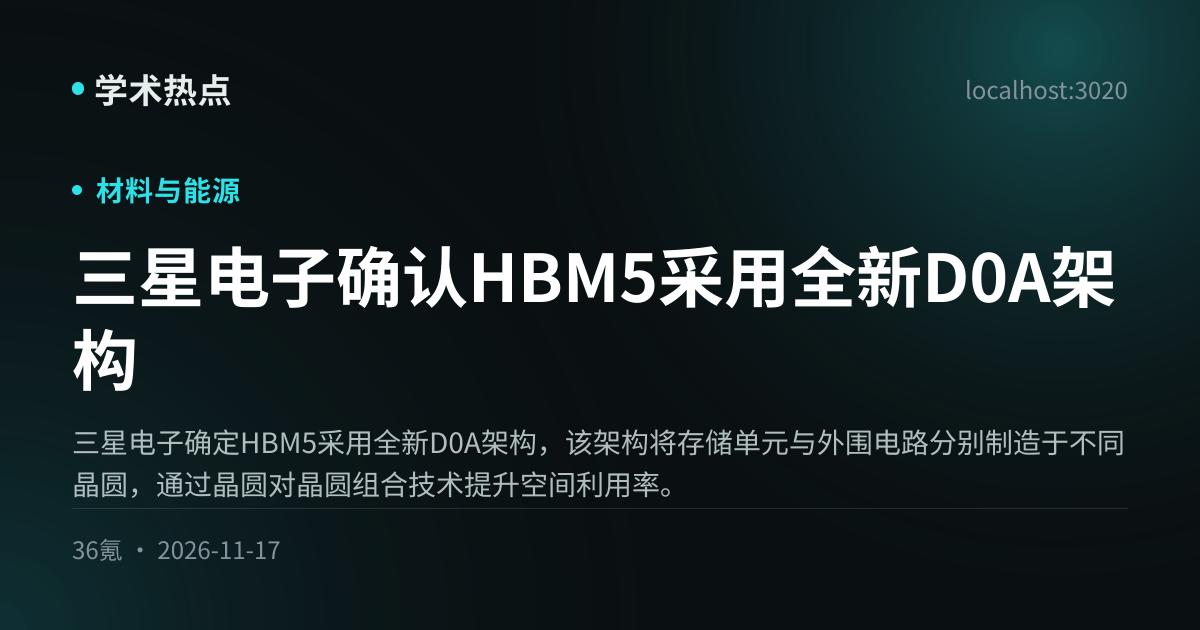 学术热点
localhost:3020
材料与能源
三星电子确认HBM5采用全新D0A架
构
三星电子确定HBM5采用全新D0A架构，该架构将存储单元与外围电路分别制造于不同
晶圆，通过晶圆对晶圆组合技术提升空间利用率。
36氪 · 2026-11-17